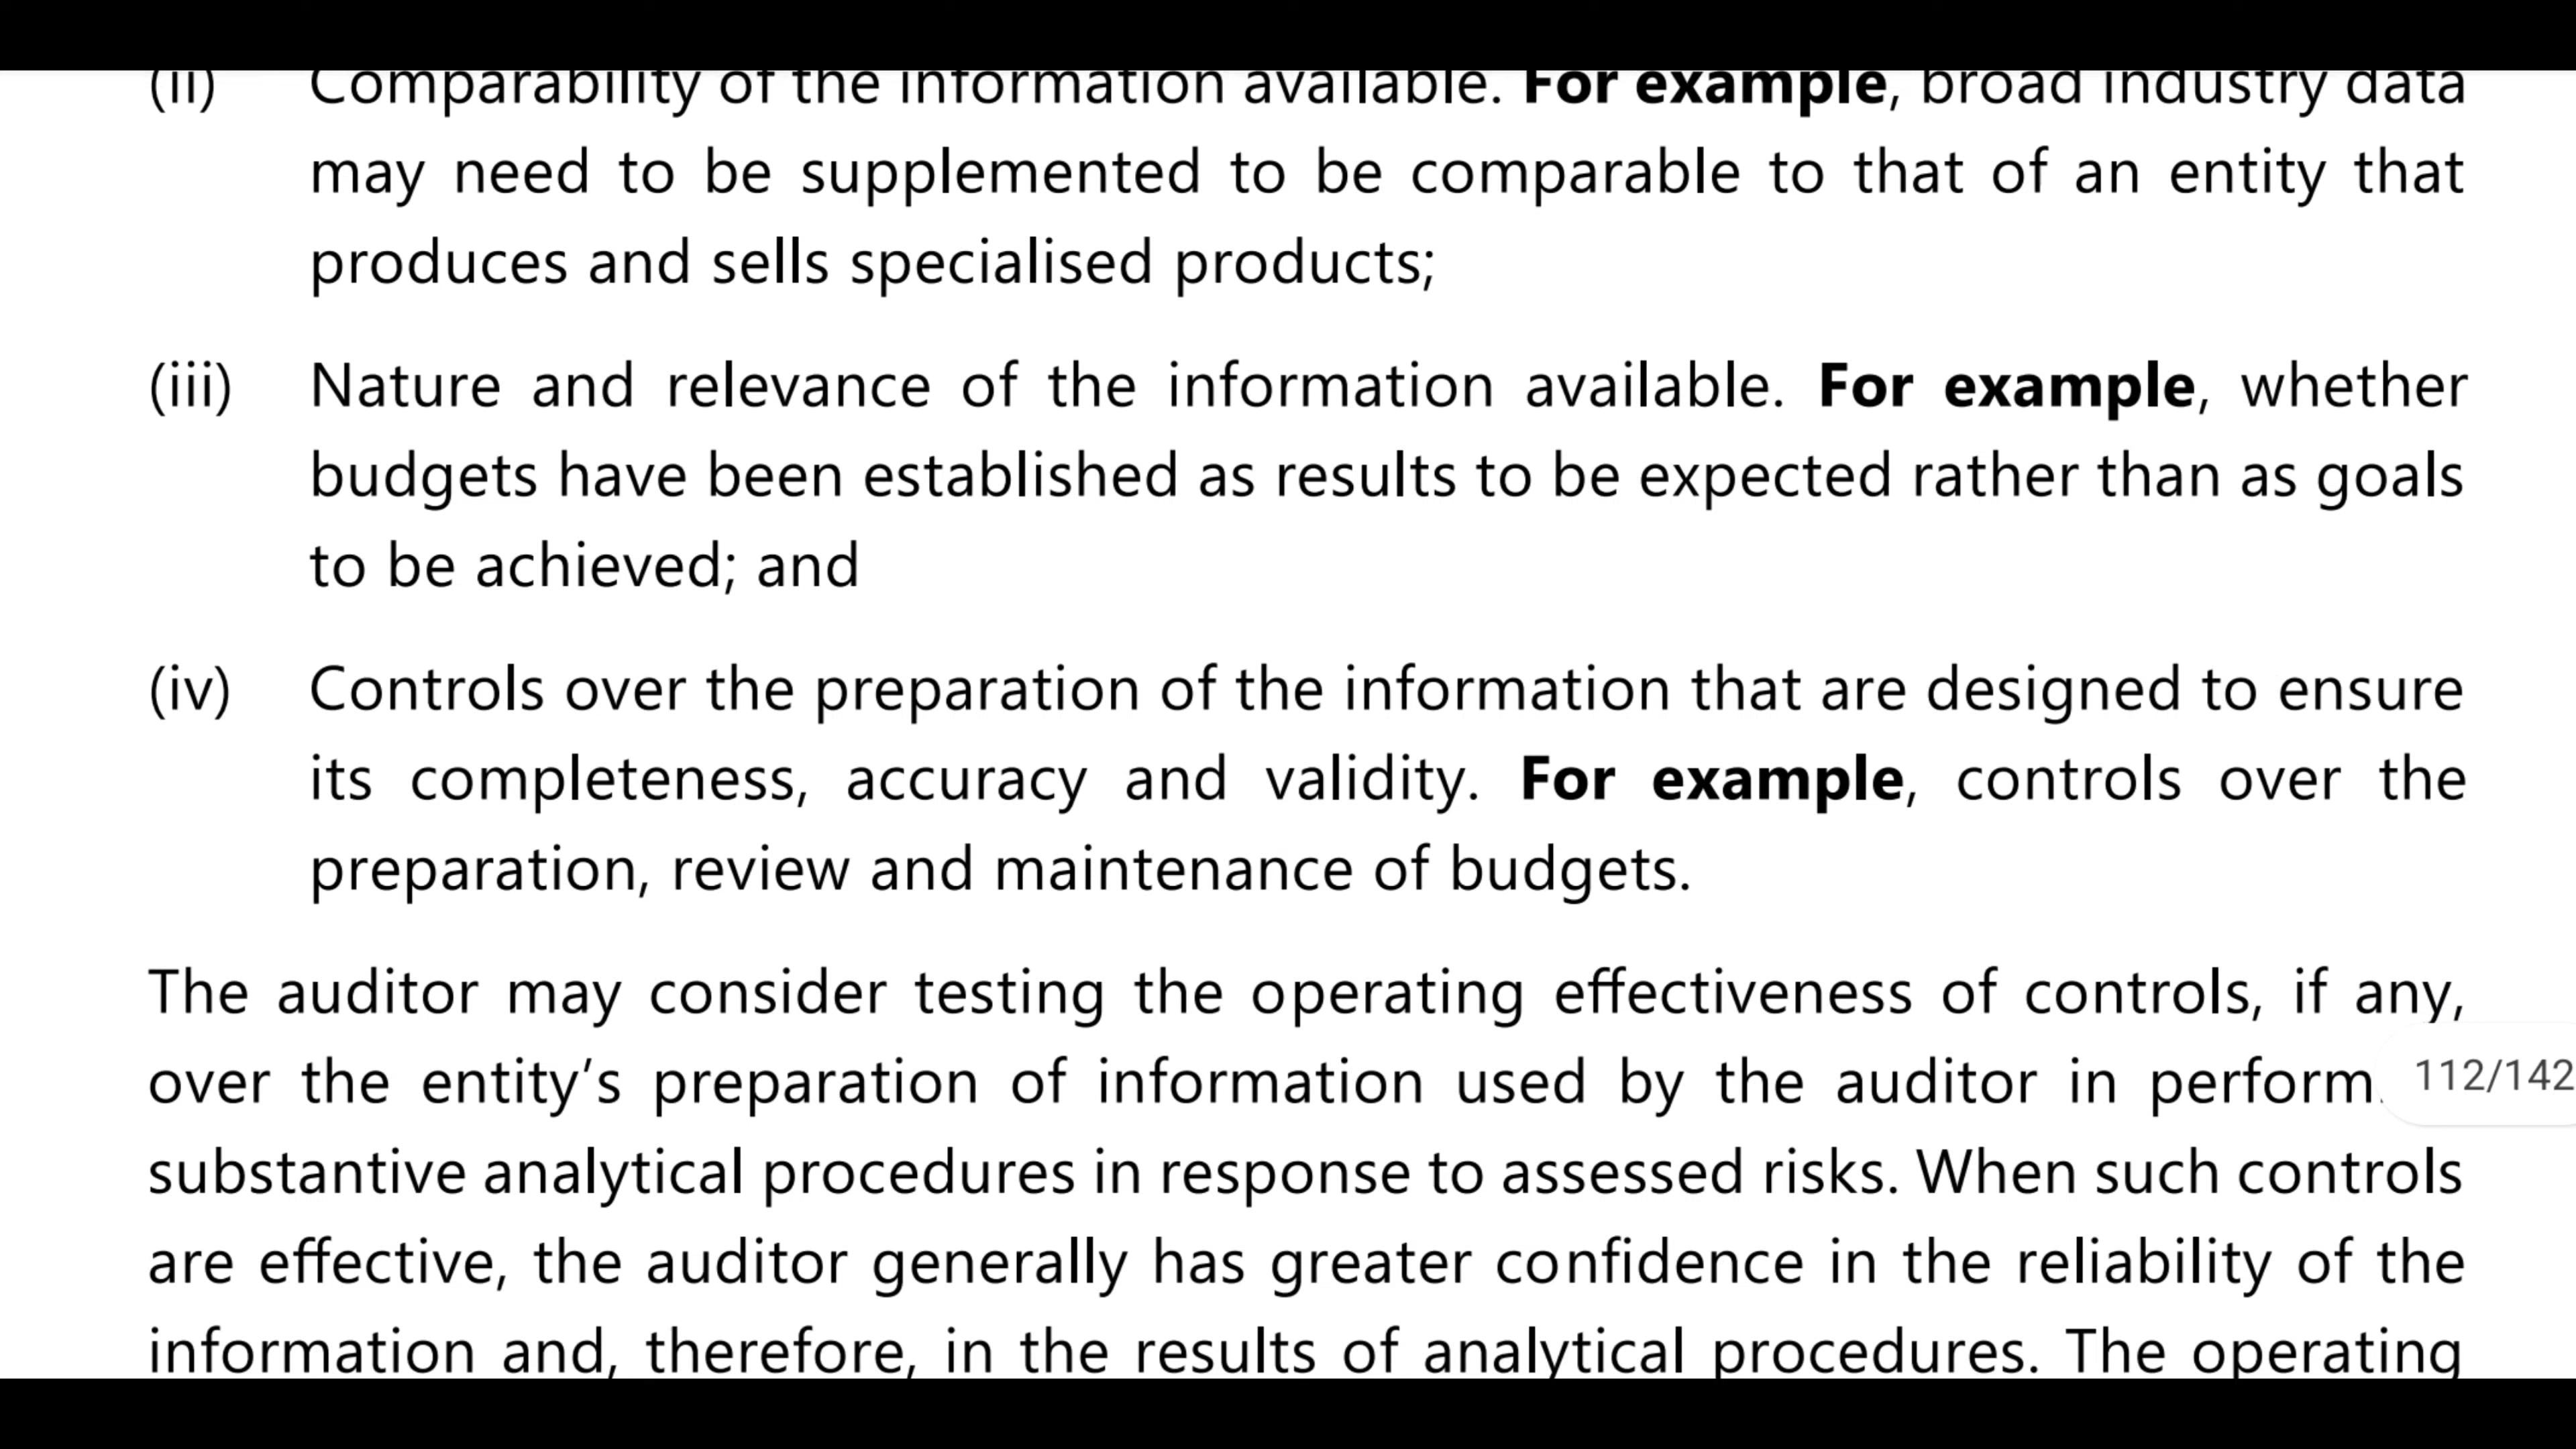 (ii) Comparability of the information available. For example, broad industry data
may need to be supplemented to be comparable to that of an entity that
produces and sells specialised products;
(iii) Nature and relevance of the information available. For example, whether
budgets have been established as results to be expected rather than as goals
to be achieved; and
(iv) Controls over the preparation of the information that are designed to ensure
its completeness, accuracy and validity. For example, controls over the
preparation, review and maintenance of budgets.
The auditor may consider testing the operating effectiveness of controls, if any,
over the entity's preparation of information used by the auditor in
112/142
substantive analytical procedures in response to assessed risks. When such controls
are effective, the auditor generally has greater confidence in the reliability of the
information and, therefore, in the results of analytical procedures. The operating